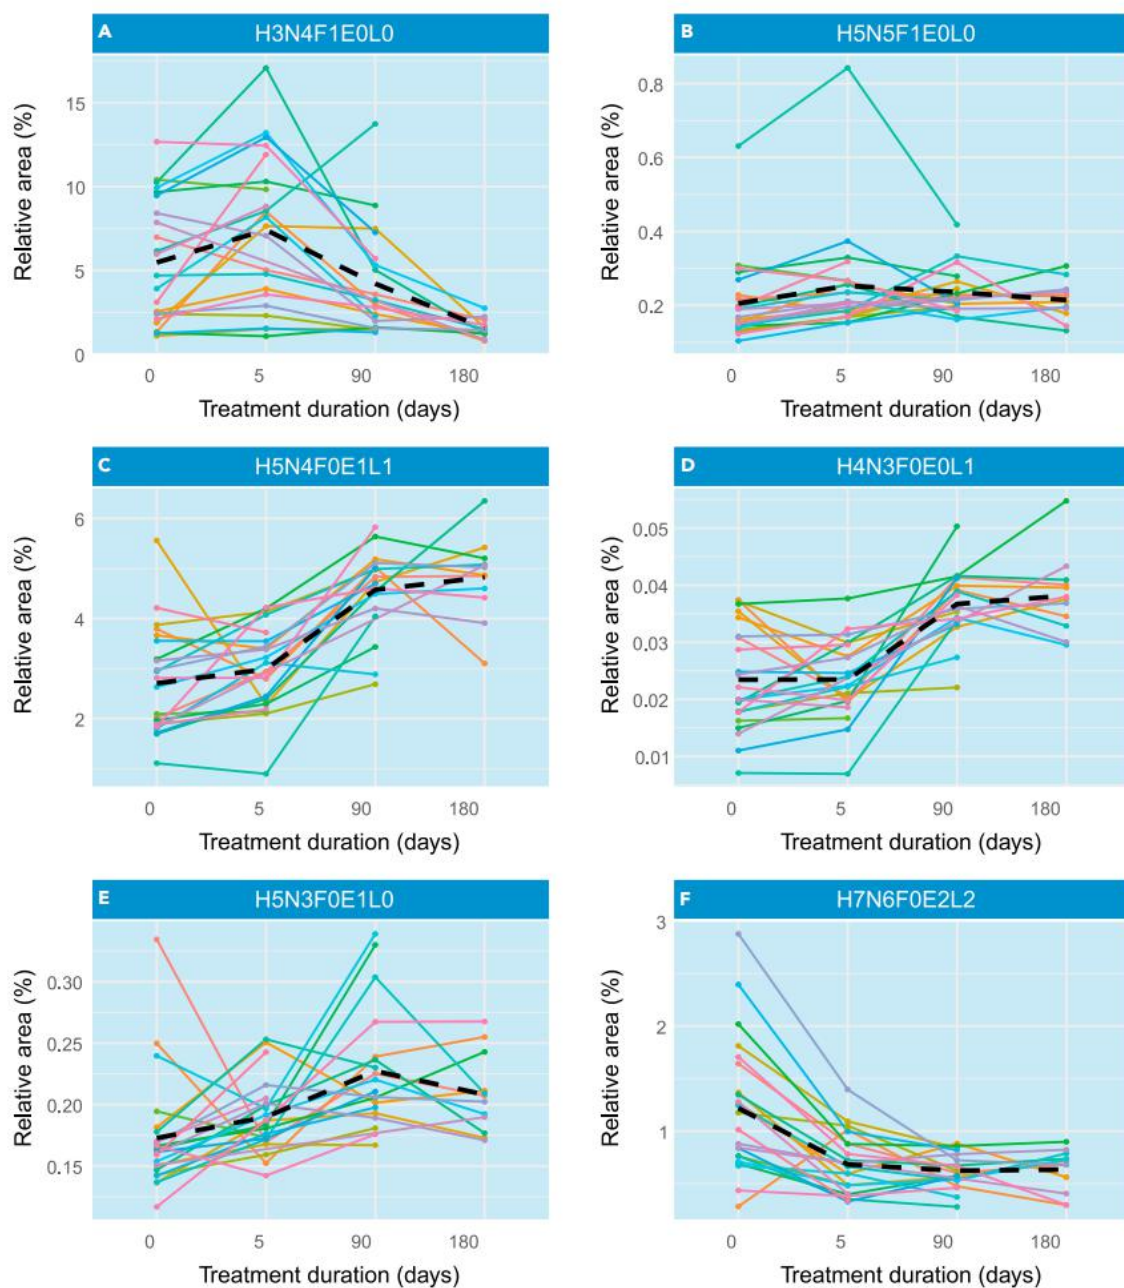 A H3N4F1E0L0
B H5N5F1E0L0
Relative area (%)
15
10
5
0
0 5 90 180
Treatment duration (days)
Relative area (%)
0.8
0.6
0.4
0.2
0 5 90 180
Treatment duration (days)
C H5N4F0E1L1
D H4N3F0E0L1
Relative area (%)
6
4
2
0 5 90 180
Treatment duration (days)
Relative area (%)
0.05
0.04
0.03
0.02
0.01
0 5 90 180
Treatment duration (days)
E H5N3F0E1L0
F H7N6F0E2L2
Relative area (%)
0.30
0.25
0.20
0.15
0 5 90 180
Treatment duration (days)
Relative area (%)
3
2
1
0 5 90 180
Treatment duration (days)